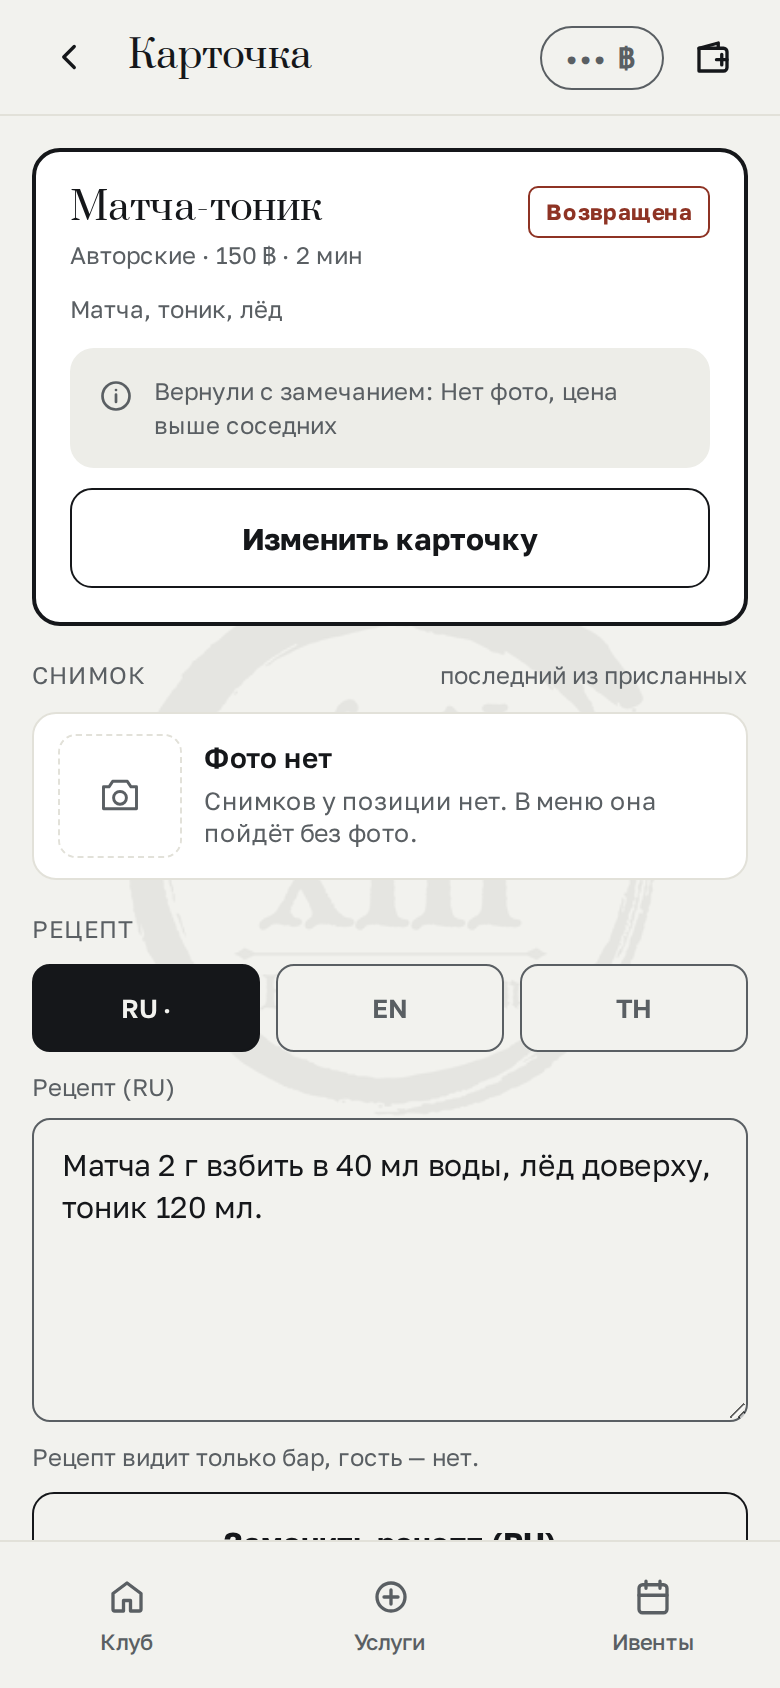 Карточка
••• ฿
Матча-тоник
Возвращена
Авторские · 150 ฿ · 2 мин
Матча, тоник, лёд
Вернули с замечанием: Нет фото, цена
выше соседних
Изменить карточку
СНИМОК
последний из присланных
Фото нет
Снимков у позиции нет. В меню она
пойдёт без фото.
XIII
РЕЦЕПТ
RU ·
EN
TH
Рецепт (RU)
Матча 2 г взбить в 40 мл воды, лёд доверху,
тоник 120 мл.
Рецепт видит только бар, гость — нет.
Клуб
Услуги
Ивенты